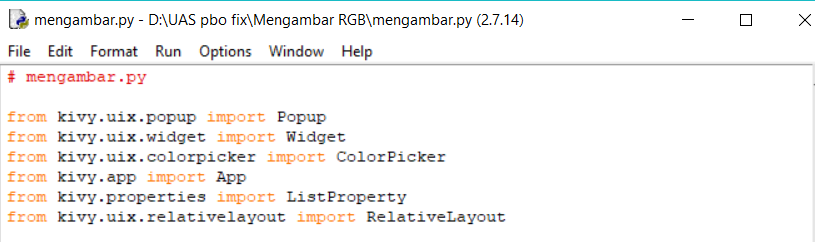 mengambar.py - D:\UAS pbo fix\Mengambar RGB\mengambar.py (2.7.14)
File Edit Format Run Options Window Help
# mengambar.py
from kivy.uix.popup import Popup
from kivy.uix.widget import Widget
from kivy.uix.colorpicker import ColorPicker
from kivy.app import App
from kivy.properties import ListProperty
from kivy.uix.relativelayout import RelativeLayout